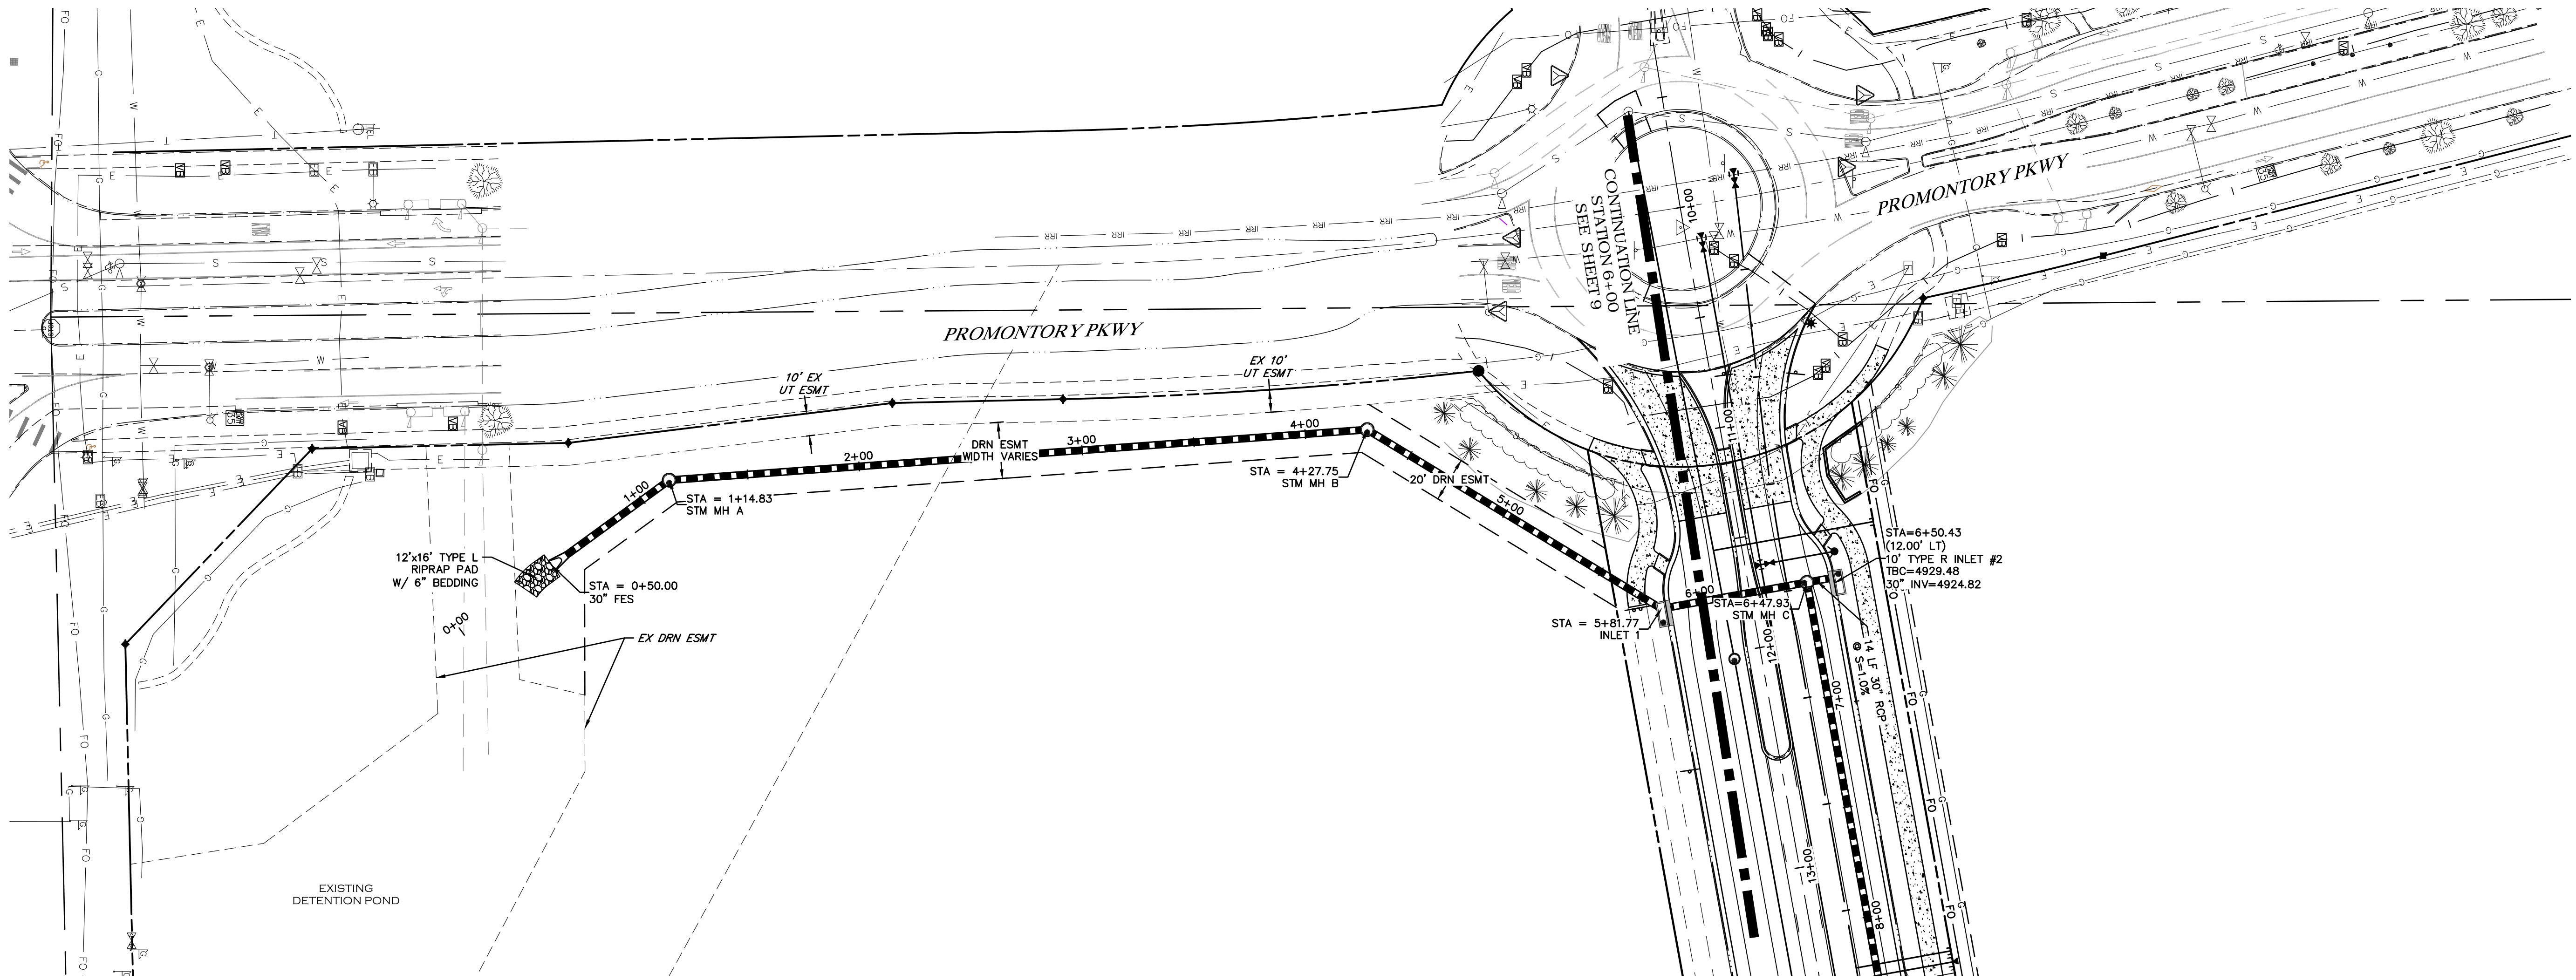 CONTINUATION LINE
STATION 6+00
SEE SHEET 9
10+00
PROMONTORY PKWY
PROMONTORY PKWY
10' EX
UT ESMT
EX 10'
UT ESMT
11+00
DRN ESMT
WIDTH VARIES
1+00
2+00
3+00
4+00
5+00
6+00
STA = 1+14.83
STM MH A
STA = 4+27.75
STM MH B
20' DRN ESMT
12'x16' TYPE L
RIPRAP PAD
W/ 6" BEDDING
STA = 0+50.00
30" FES
0+00
EX DRN ESMT
STA=6+50.43
(12.00' LT)
10' TYPE R INLET #2
TBC=4929.48
30" INV=4924.82
STA=6+47.93
STM MH C
STA = 5+81.77
INLET 1
14 LF 30" RCP
@ S=1.0%
12+00
7+00
13+00
8+00
EXISTING
DETENTION POND